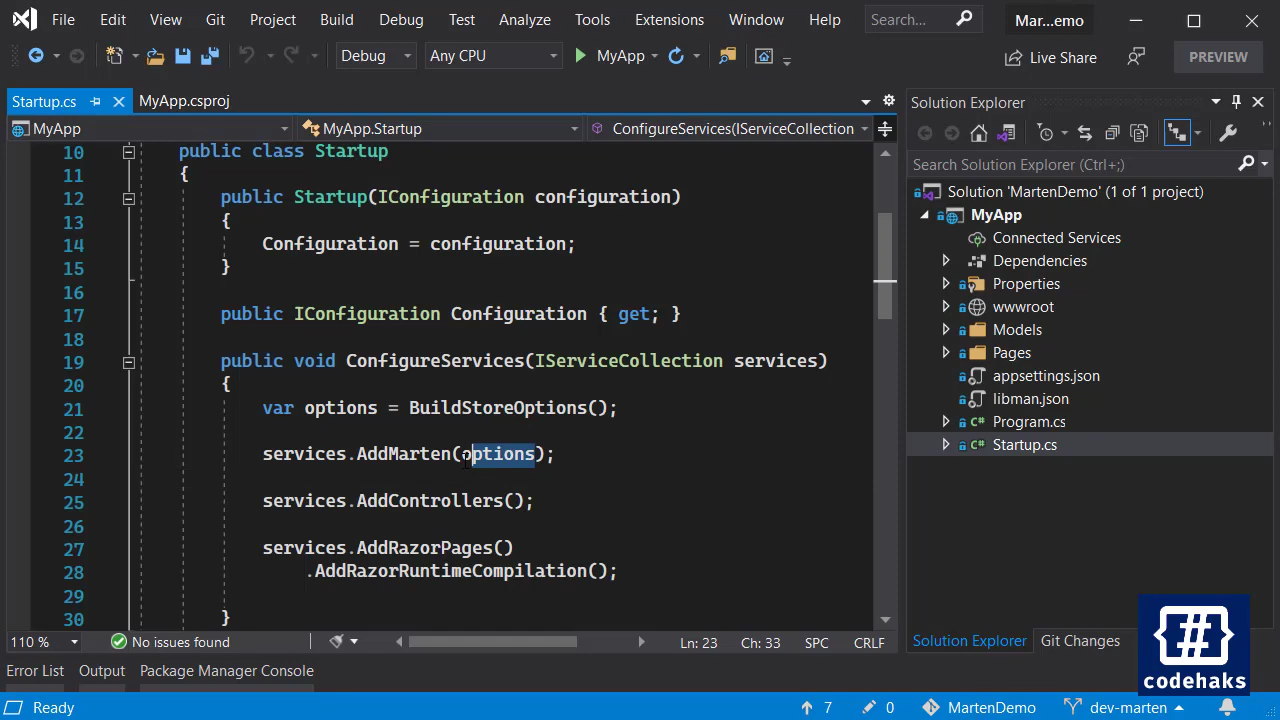 File Edit View Git Project Build Debug Test Analyze Tools Extensions Window Help Search... Mar...emo
Debug Any CPU MyApp Live Share PREVIEW
Startup.cs MyApp.csproj
MyApp MyApp.Startup ConfigureServices(IServiceCollection
10 public class Startup
11 {
12 public Startup(IConfiguration configuration)
13 {
14 Configuration = configuration;
15 }
16
17 public IConfiguration Configuration { get; }
18
19 public void ConfigureServices(IServiceCollection services)
20 {
21 var options = BuildStoreOptions();
22
23 services.AddMarten(options);
24
25 services.AddControllers();
26
27 services.AddRazorPages()
28 .AddRazorRuntimeCompilation();
29
30 }
110 % No issues found Ln: 23 Ch: 33 SPC CRLF
Solution Explorer
Search Solution Explorer (Ctrl+;)
Solution 'MartenDemo' (1 of 1 project)
MyApp
Connected Services
Dependencies
Properties
wwwroot
Models
Pages
appsettings.json
libman.json
C# Program.cs
C# Startup.cs
Solution Explorer Git Changes
{#}
codehaks
Error List Output Package Manager Console
Ready 7 0 MartenDemo dev-marten